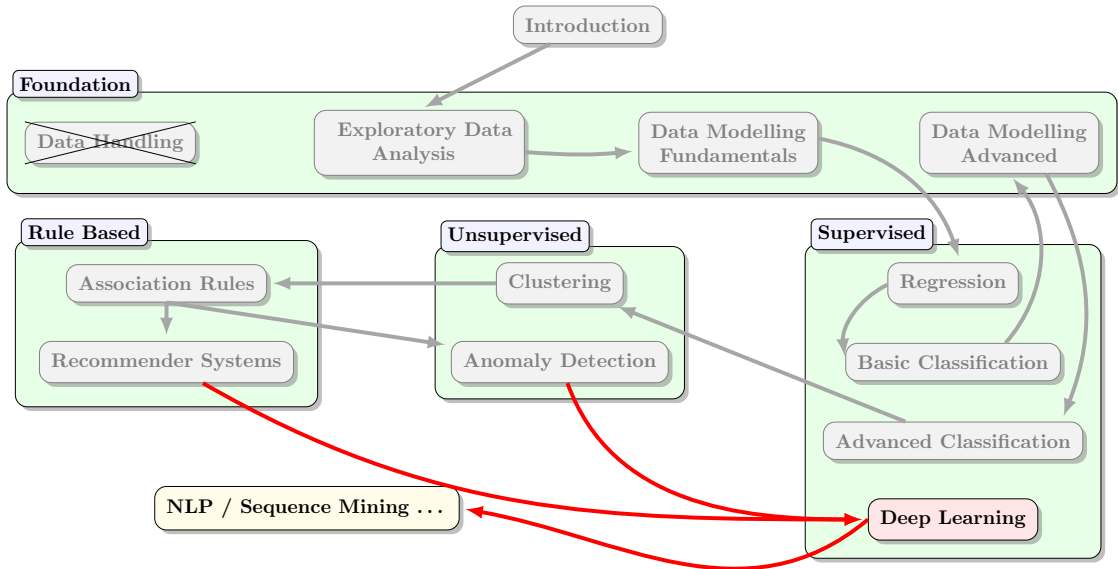 Introduction
Foundation
Data Handling
Exploratory Data
Analysis
Data Modelling
Fundamentals
Data Modelling
Advanced
Rule Based
Association Rules
Recommender Systems
Unsupervised
Clustering
Anomaly Detection
Supervised
Regression
Basic Classification
Advanced Classification
Deep Learning
NLP / Sequence Mining ...